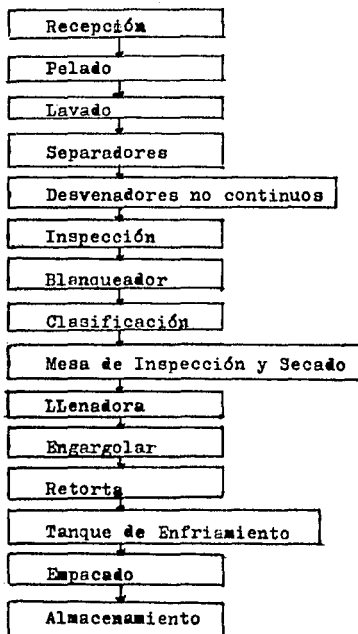 Recepción
Pelado
Lavado
Separadores
Desvenadores no continuos
Inspección
Blanqueador
Clasificación
Mesa de Inspección y Secado
LLenadora
Engargolar
Retorta
Tanque de Enfriamiento
Empacado
Almacenamiento